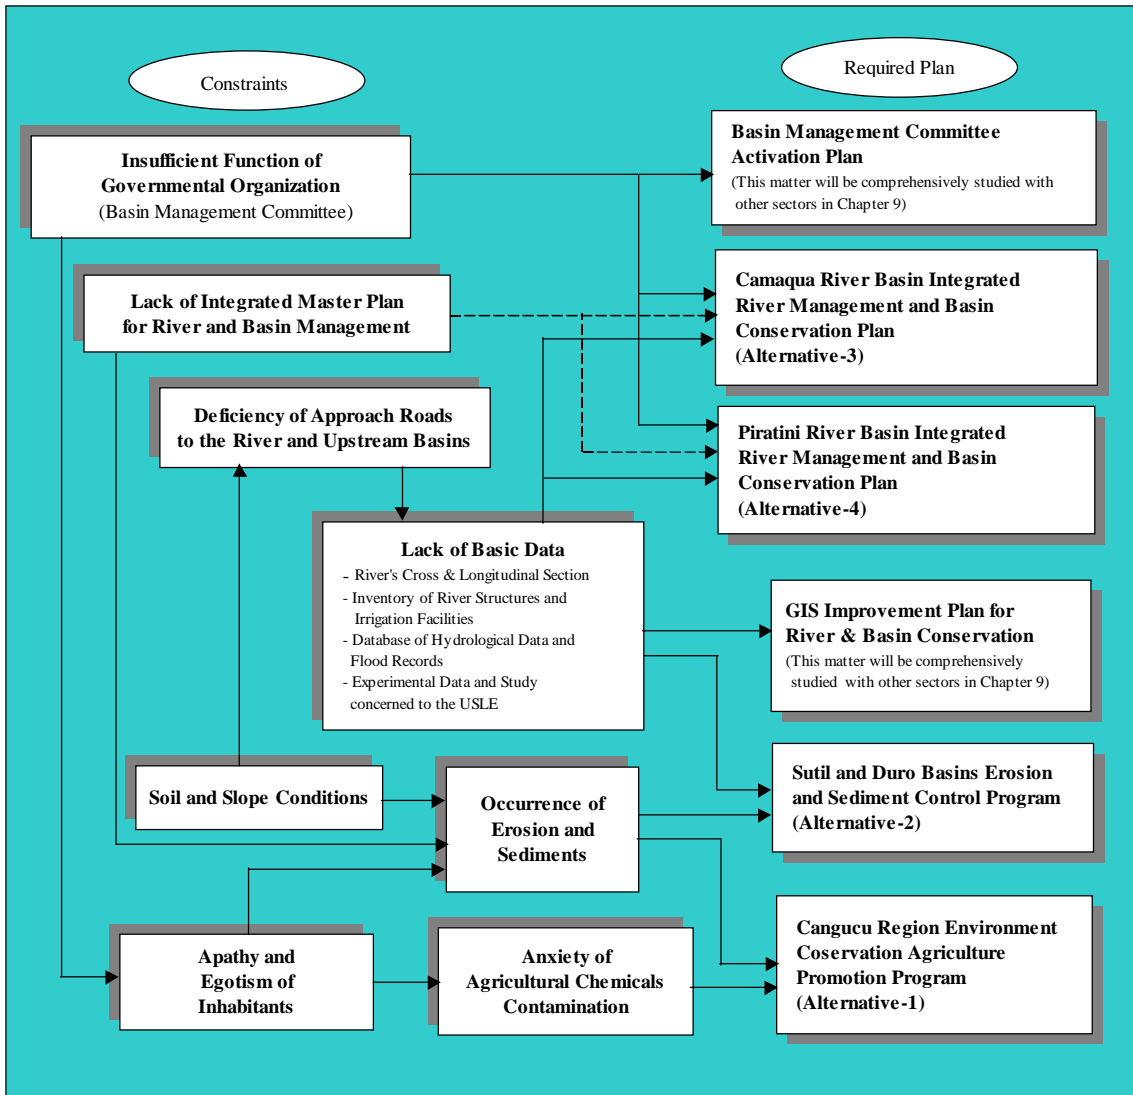 Constraints
Required Plan
Insufficient Function of
Governmental Organization
(Basin Management Committee)
Basin Management Committee
Activation Plan
(This matter will be comprehensively studied with
other sectors in Chapter 9)
Lack of Integrated Master Plan
for River and Basin Management
Camaqua River Basin Integrated
River Management and Basin
Conservation Plan
(Alternative-3)
Deficiency of Approach Roads
to the River and Upstream Basins
Piratini River Basin Integrated
River Management and Basin
Conservation Plan
(Alternative-4)
Lack of Basic Data
- River's Cross & Longitudinal Section
- Inventory of River Structures and
Irrigation Facilities
- Database of Hydrological Data and
Flood Records
- Experimental Data and Study
concerned to the USLE
GIS Improvement Plan for
River & Basin Conservation
(This matter will be comprehensively
studied with other sectors in Chapter 9)
Soil and Slope Conditions
Occurrence of
Erosion and
Sediments
Sutil and Duro Basins Erosion
and Sediment Control Program
(Alternative-2)
Apathy and
Egotism of
Inhabitants
Anxiety of
Agricultural Chemicals
Contamination
Cangucu Region Environment
Coservation Agriculture
Promotion Program
(Alternative-1)